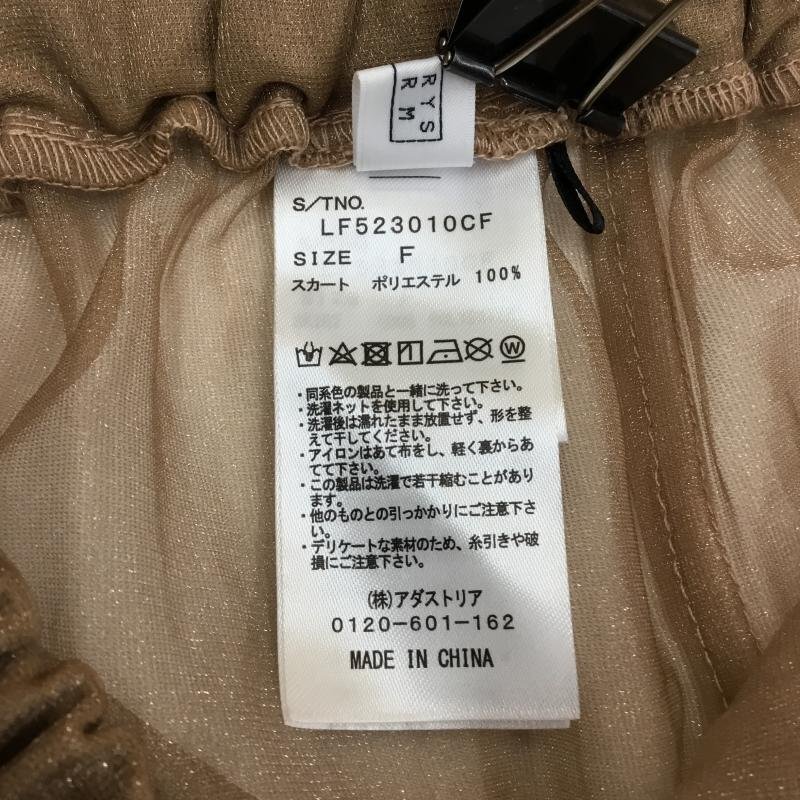 RYS
RM
S/TNO.
LF523010CF
SIZE F
スカート ポリエステル 100%
W
・同系色の製品と一緒に洗って下さい。
・洗濯ネットを使用して下さい。
・洗濯後は濡れたまま放置せず、形を整
えて干してください。
・アイロンはあて布をし、軽く裏からあ
てて下さい。
・この製品は洗濯で若干縮むことがあり
ます。
・他のものとの引っかかりにご注意下さ
い。
・デリケートな素材のため、糸引きや破
損にご注意下さい。
(株)アダストリア
0120-601-162
MADE IN CHINA